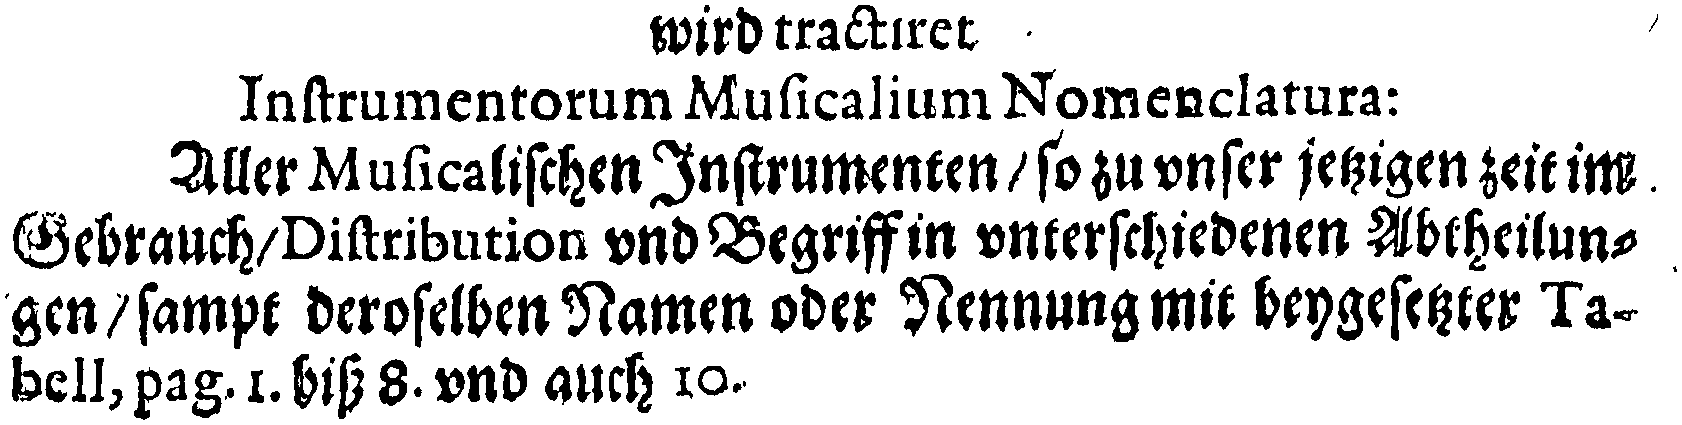 wird tractiret
Inſtrumentorum Muſicalium Nomenclatura:
Aller Muſicaliſchen Inſtrumenten / ſo zu vnſer jetzigen zeit im
Gebrauch / Diſtribution vnd Begriff in vnterſchiedenen Abtheilun⸗
gen / ſampt deroſelben Namen oder Nennung mit beygeſetzter Ta-
bell, pag. 1. biß 8. vnd auch 10.